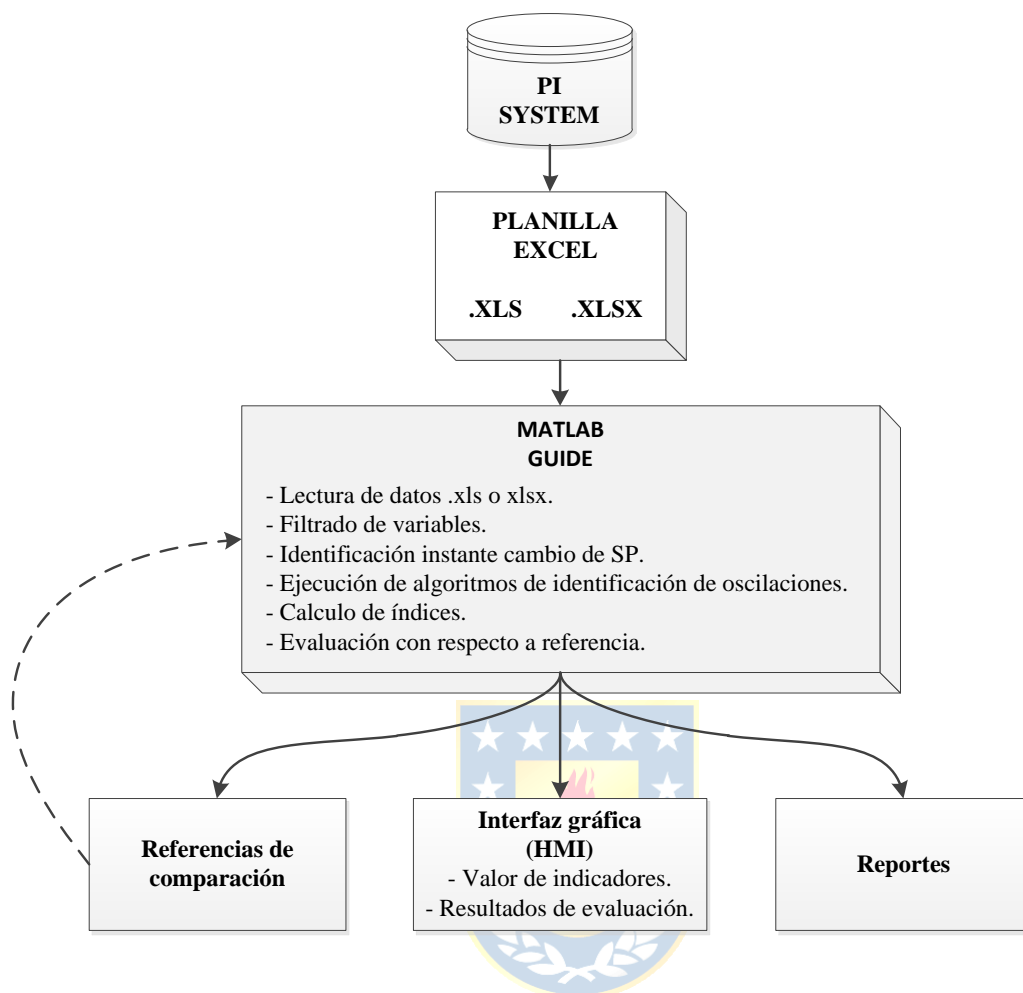 PI
SYSTEM
PLANILLA
EXCEL
.XLS .XLSX
MATLAB
GUIDE
- Lectura de datos .xls o xlsx.
- Filtrado de variables.
- Identificación instante cambio de SP.
- Ejecución de algoritmos de identificación de oscilaciones.
- Calculo de índices.
- Evaluación con respecto a referencia.
Referencias de
comparación
Interfaz gráfica
(HMI)
- Valor de indicadores.
- Resultados de evaluación.
Reportes